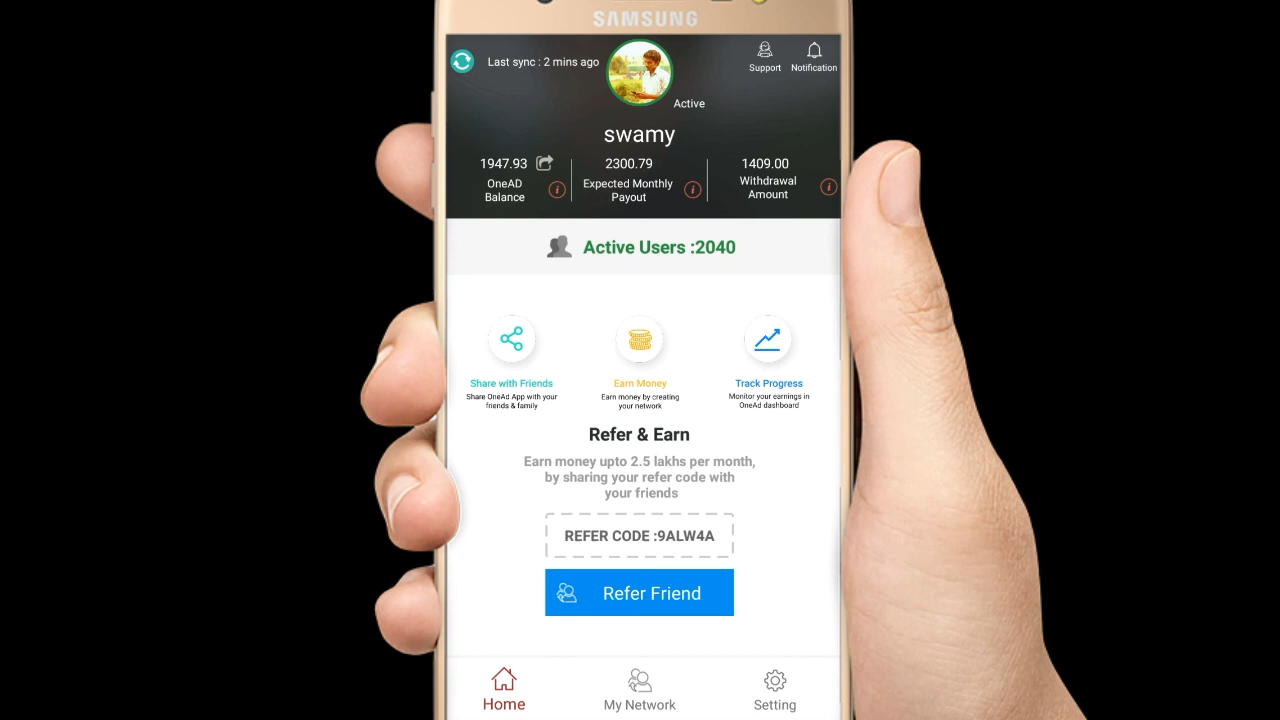 SAMSUNG
Last sync : 2 mins ago
Support
Notification
Active
swamy
1947.93
OneAD
Balance
2300.79
Expected Monthly
Payout
1409.00
Withdrawal
Amount
Active Users :2040
Share with Friends
Share OneAd App with your
friends & family
Earn Money
Earn money by creating
your network
Track Progress
Monitor your earnings in
OneAd dashboard
Refer & Earn
Earn money upto 2.5 lakhs per month,
by sharing your refer code with
your friends
REFER CODE :9ALW4A
Refer Friend
Home
My Network
Setting